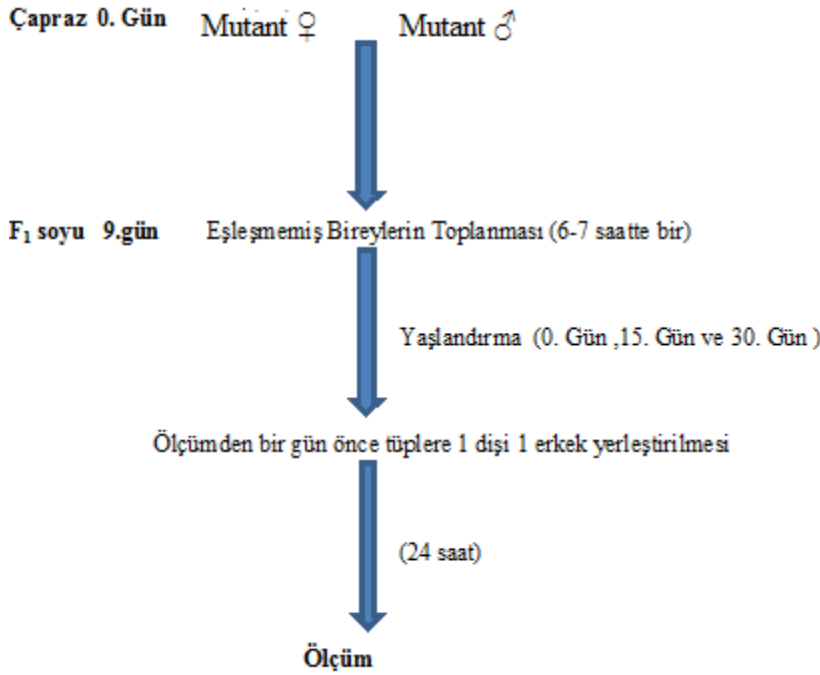 Çapraz 0. Gün Mutant ♀ Mutant ♂
F₁ soyu 9.gün Eşleşmemiş Bireylerin Toplanması (6-7 saatte bir)
Yaşlandırma (0. Gün ,15. Gün ve 30. Gün )
Ölçümden bir gün önce tüplere 1 dişi 1 erkek yerleştirilmesi
(24 saat)
Ölçüm